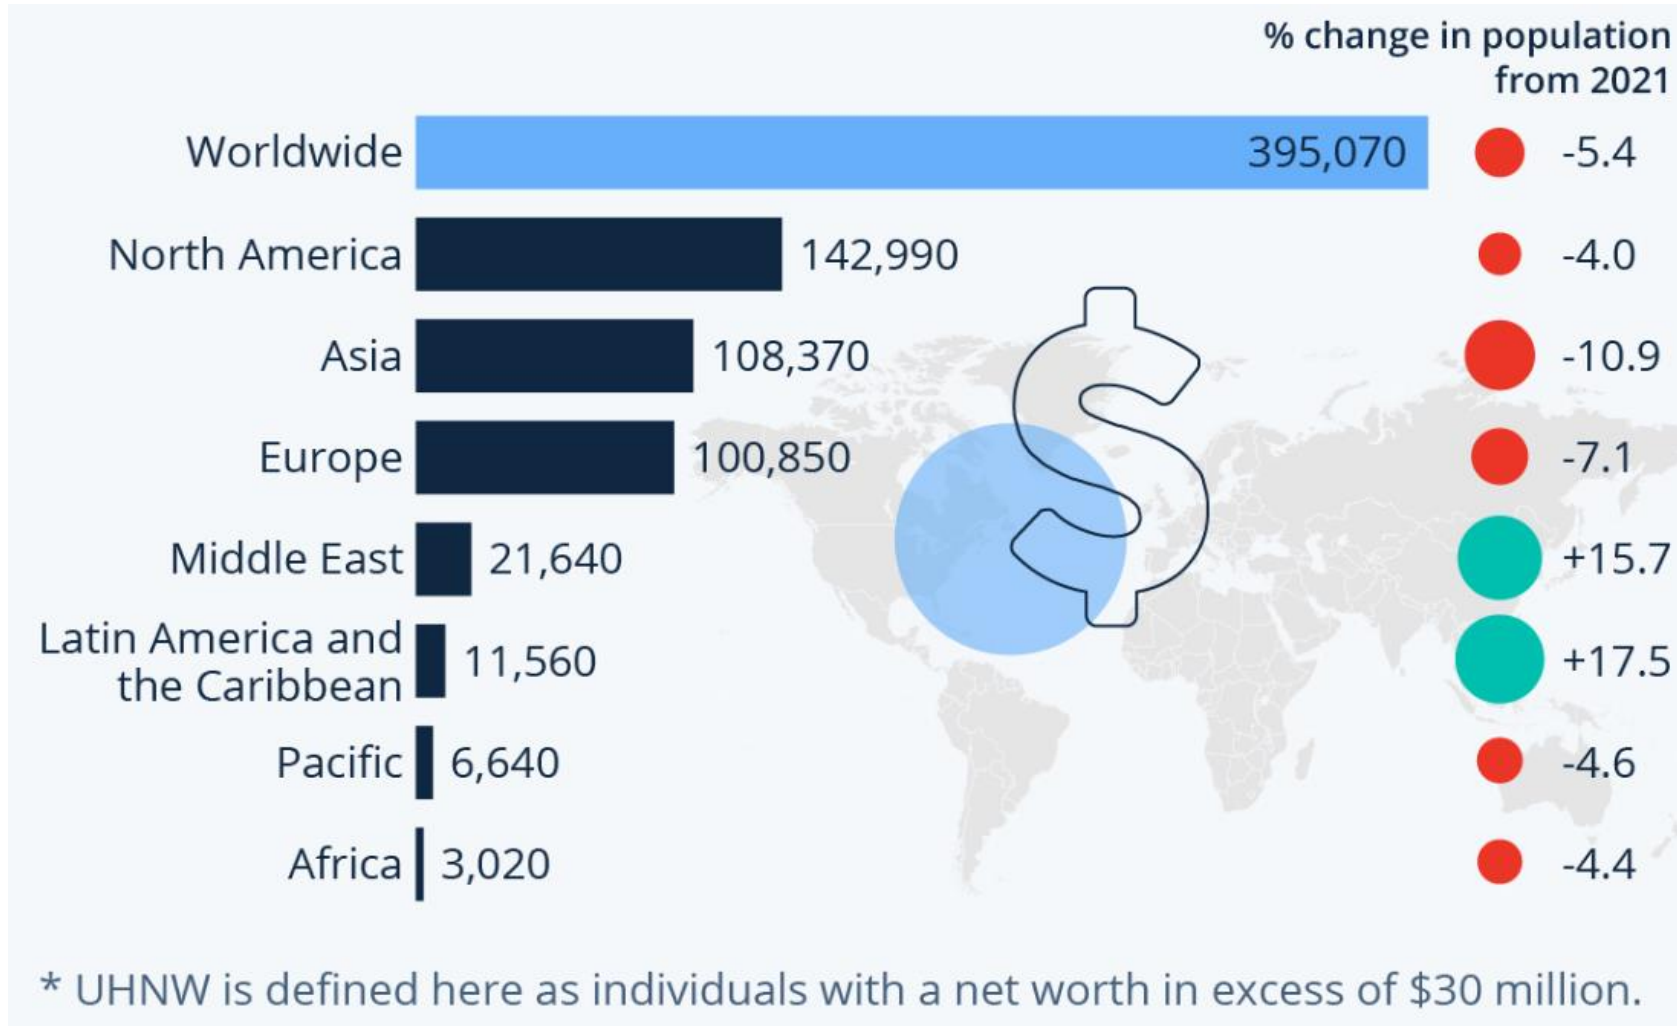 % change in population
from 2021
Worldwide 395,070 -5.4
North America 142,990 -4.0
Asia 108,370 -10.9
Europe 100,850 -7.1
Middle East 21,640 +15.7
Latin America and
the Caribbean 11,560 +17.5
Pacific 6,640 -4.6
Africa 3,020 -4.4
* UHNW is defined here as individuals with a net worth in excess of $30 million.